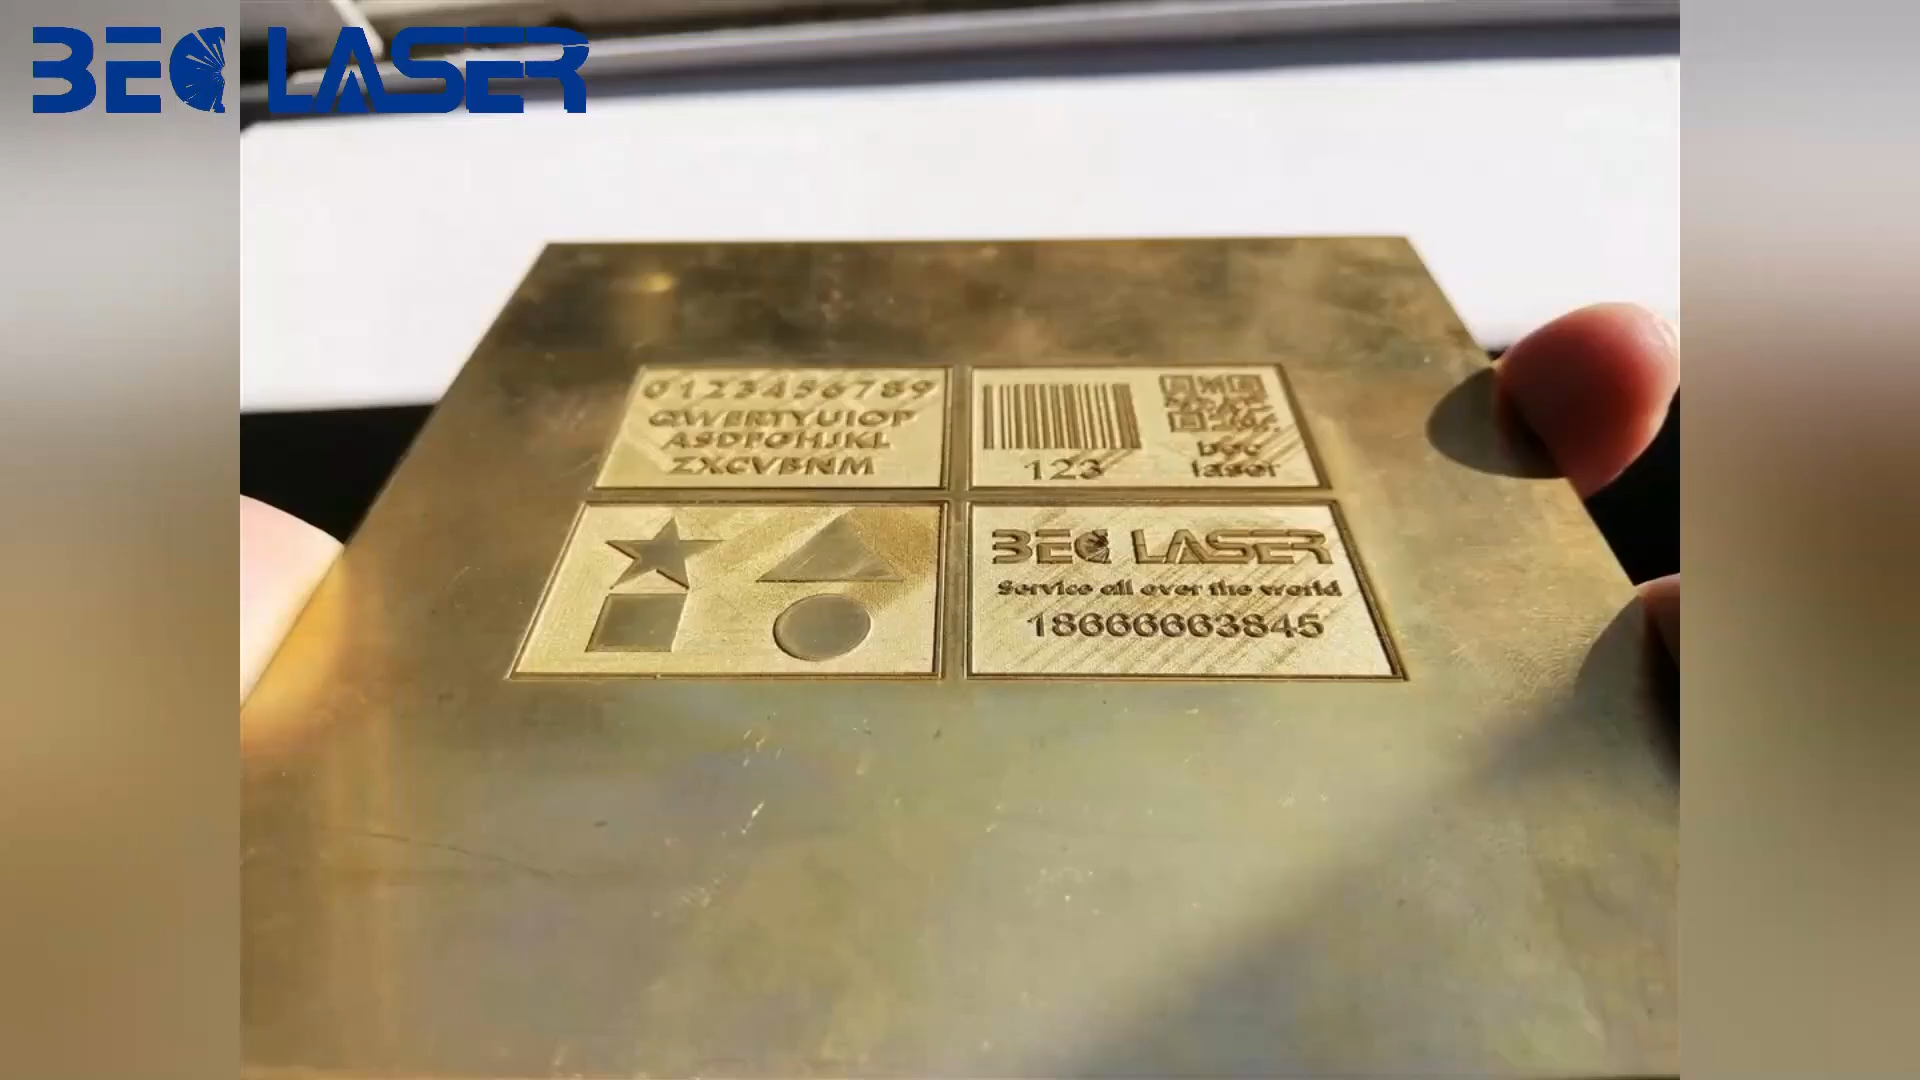 BEC LASER
0123456789
QWERTYUIOP
ASDFGHJKL
ZXCVBNM
123
bec
laser
BEC LASER
Service all over the world
18666663845